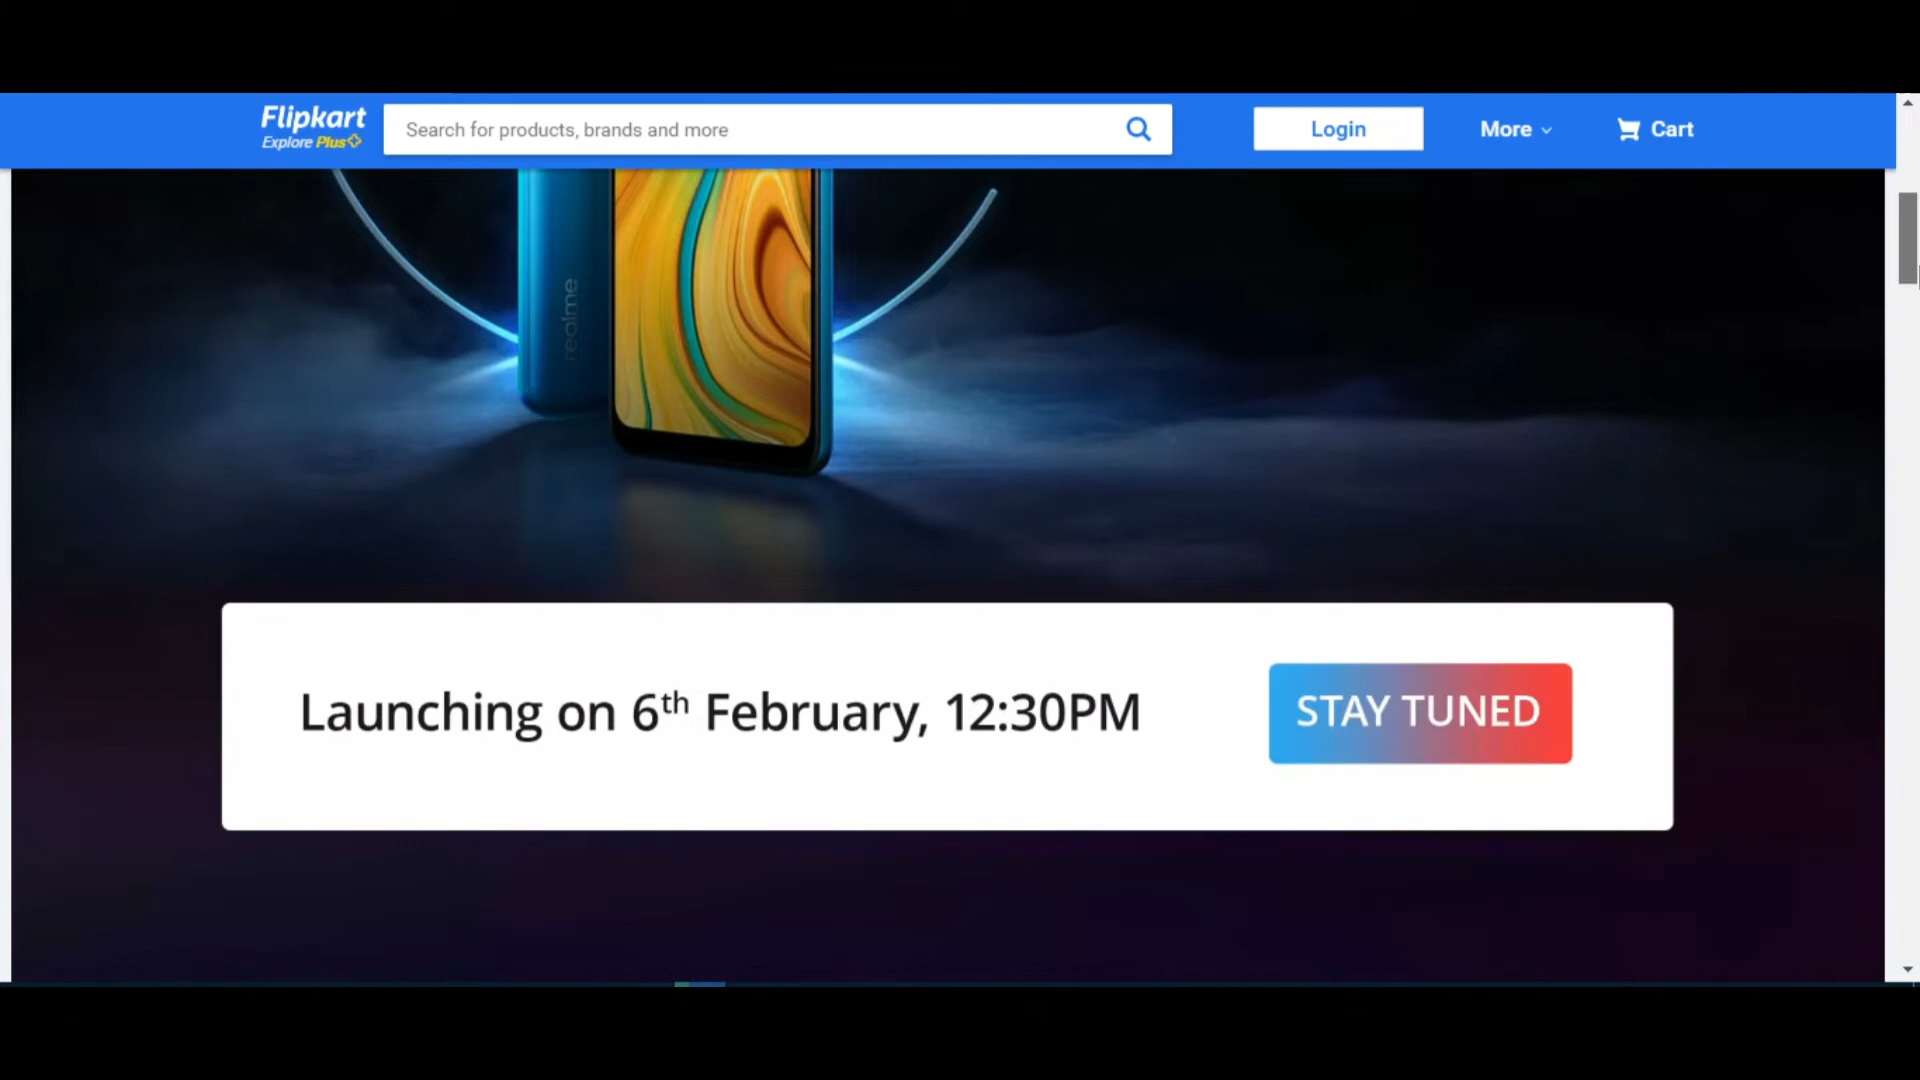 Flipkart
Explore Plus
Search for products, brands and more
Login
More
Cart
realme
Launching on 6th February, 12:30PM
STAY TUNED